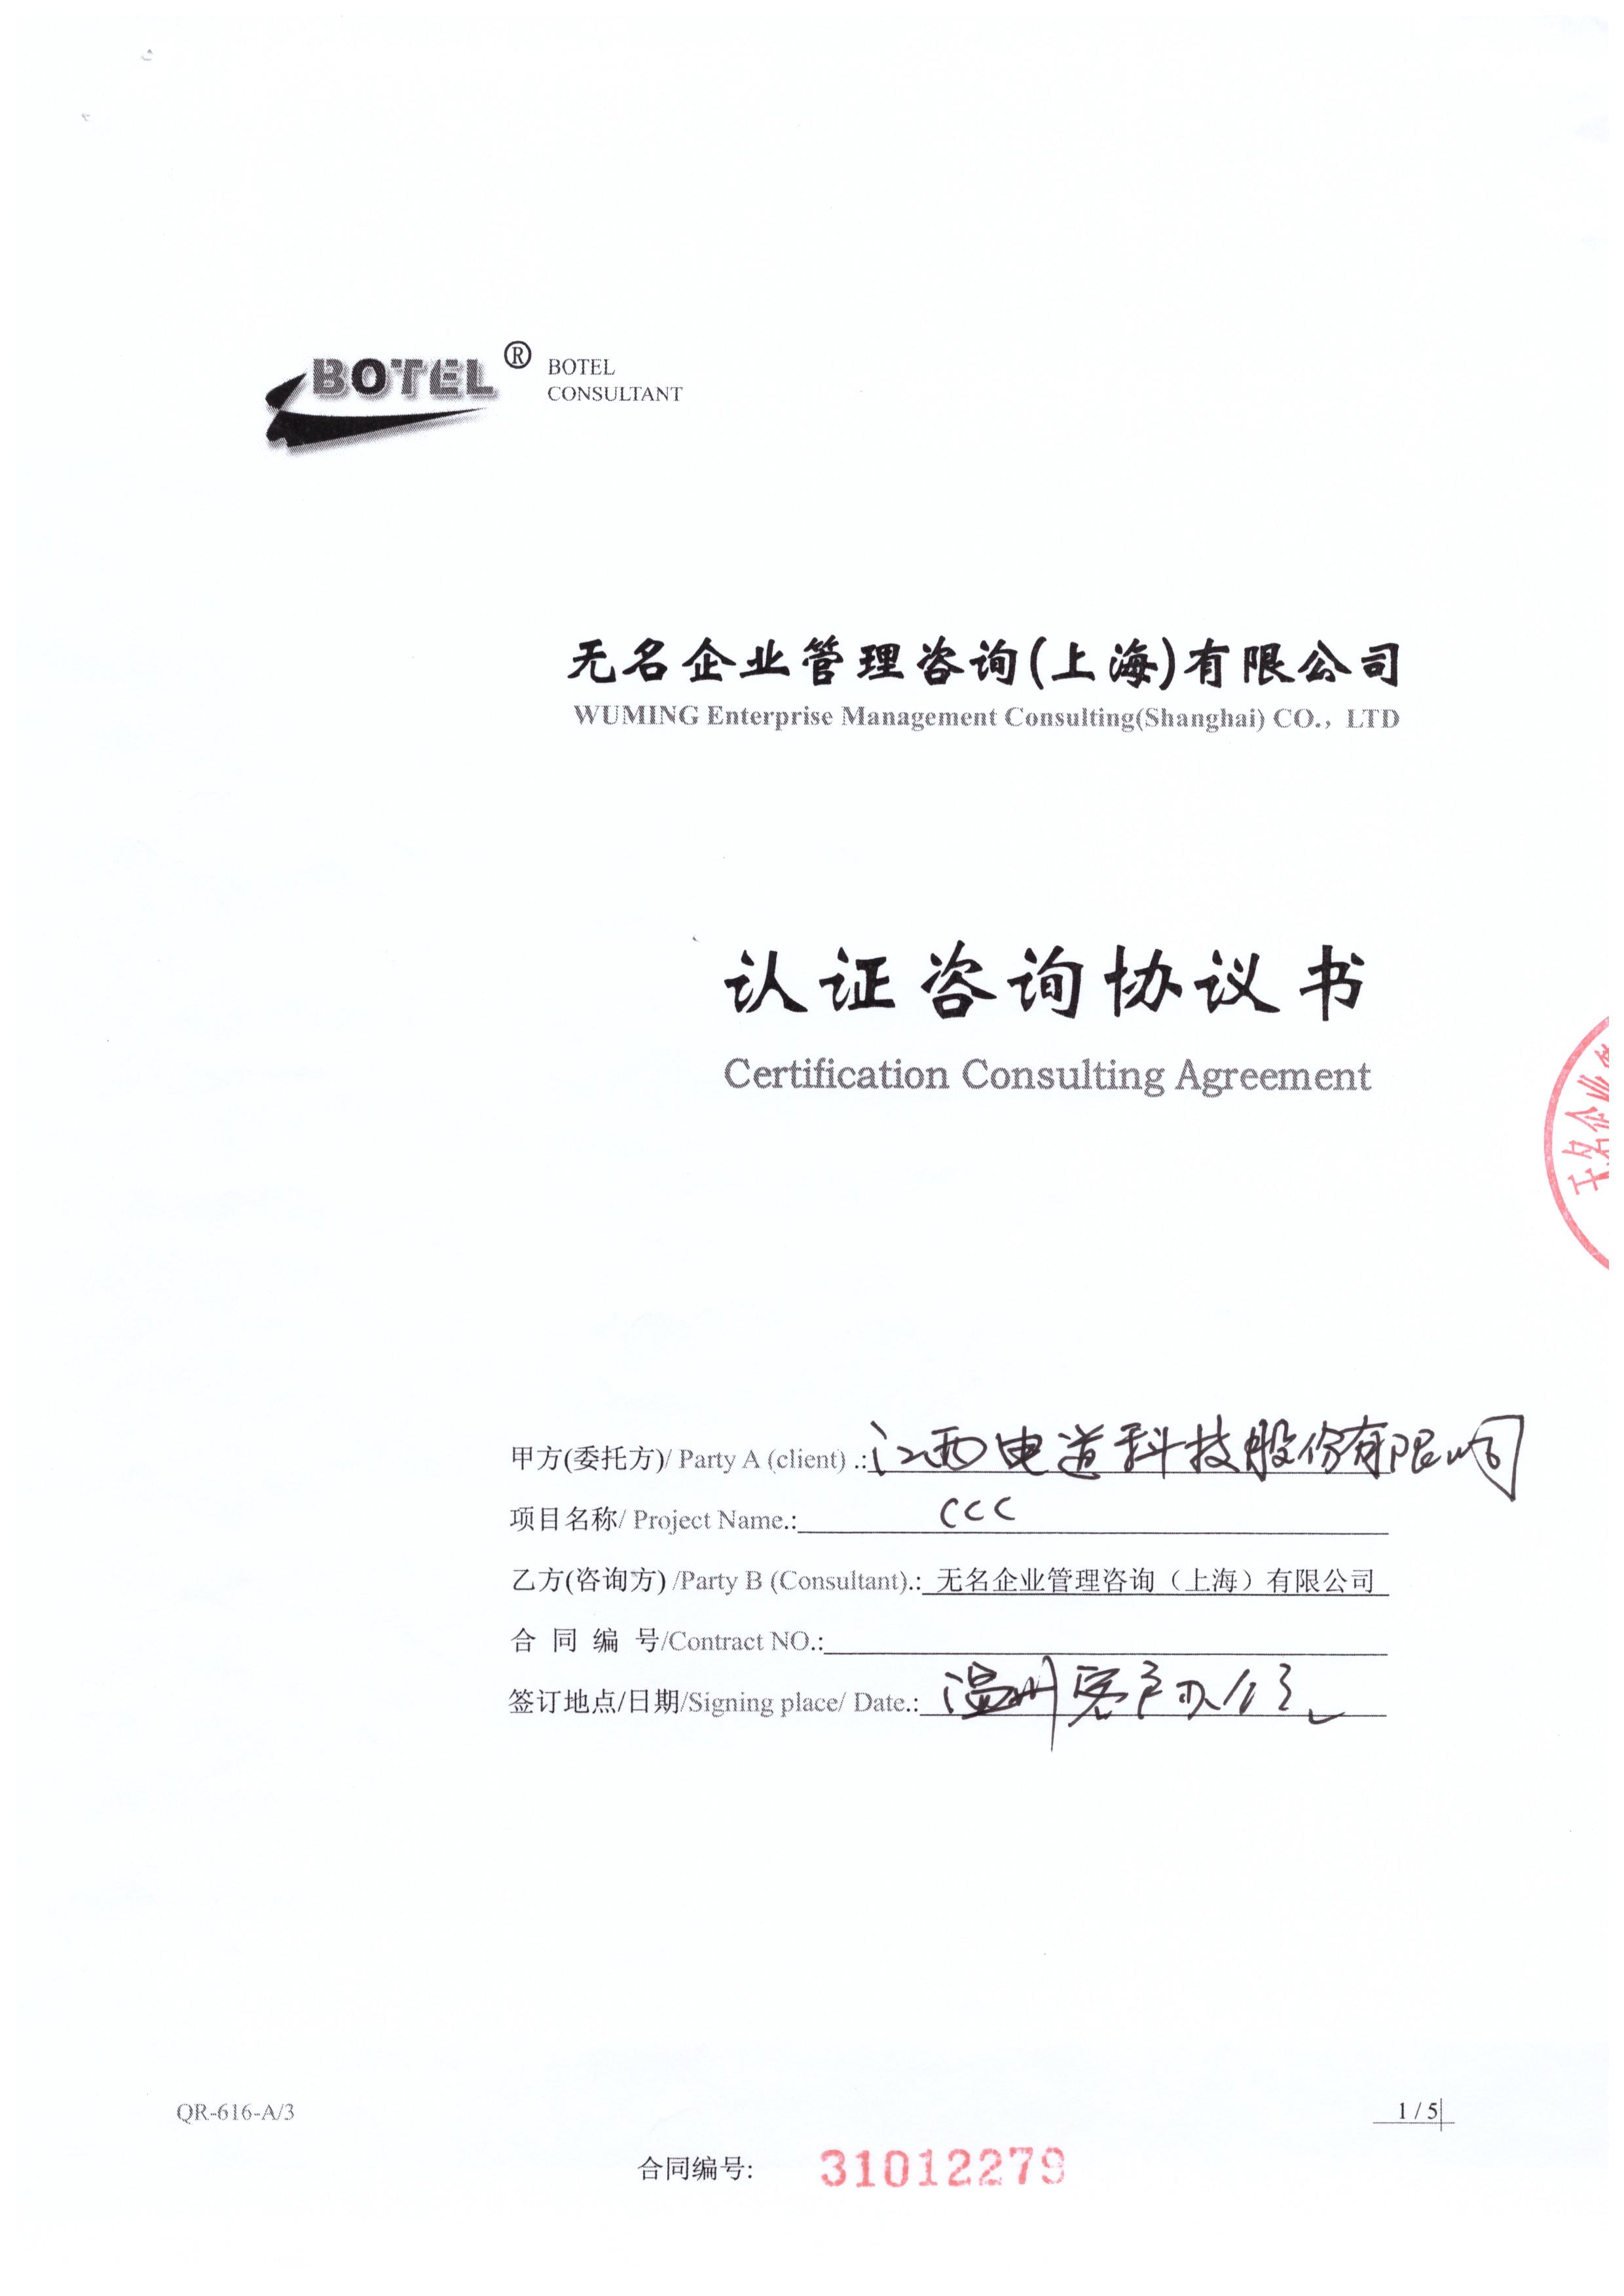 BOTEL ® BOTEL
CONSULTANT
无名企业管理咨询(上海)有限公司
WUMING Enterprise Management Consulting(Shanghai) CO., LTD
认证咨询协议书
Certification Consulting Agreement
无名企业
甲方(委托方)/ Party A (client) .:江西电道科技股份有限公司
项目名称/ Project Name.: CCC
乙方(咨询方) /Party B (Consultant).: 无名企业管理咨询（上海）有限公司
合 同 编 号/Contract NO.:
签订地点/日期/Signing place/ Date.: 温州客户办公室
QR-616-A/3
1 / 5
合同编号: 31012279